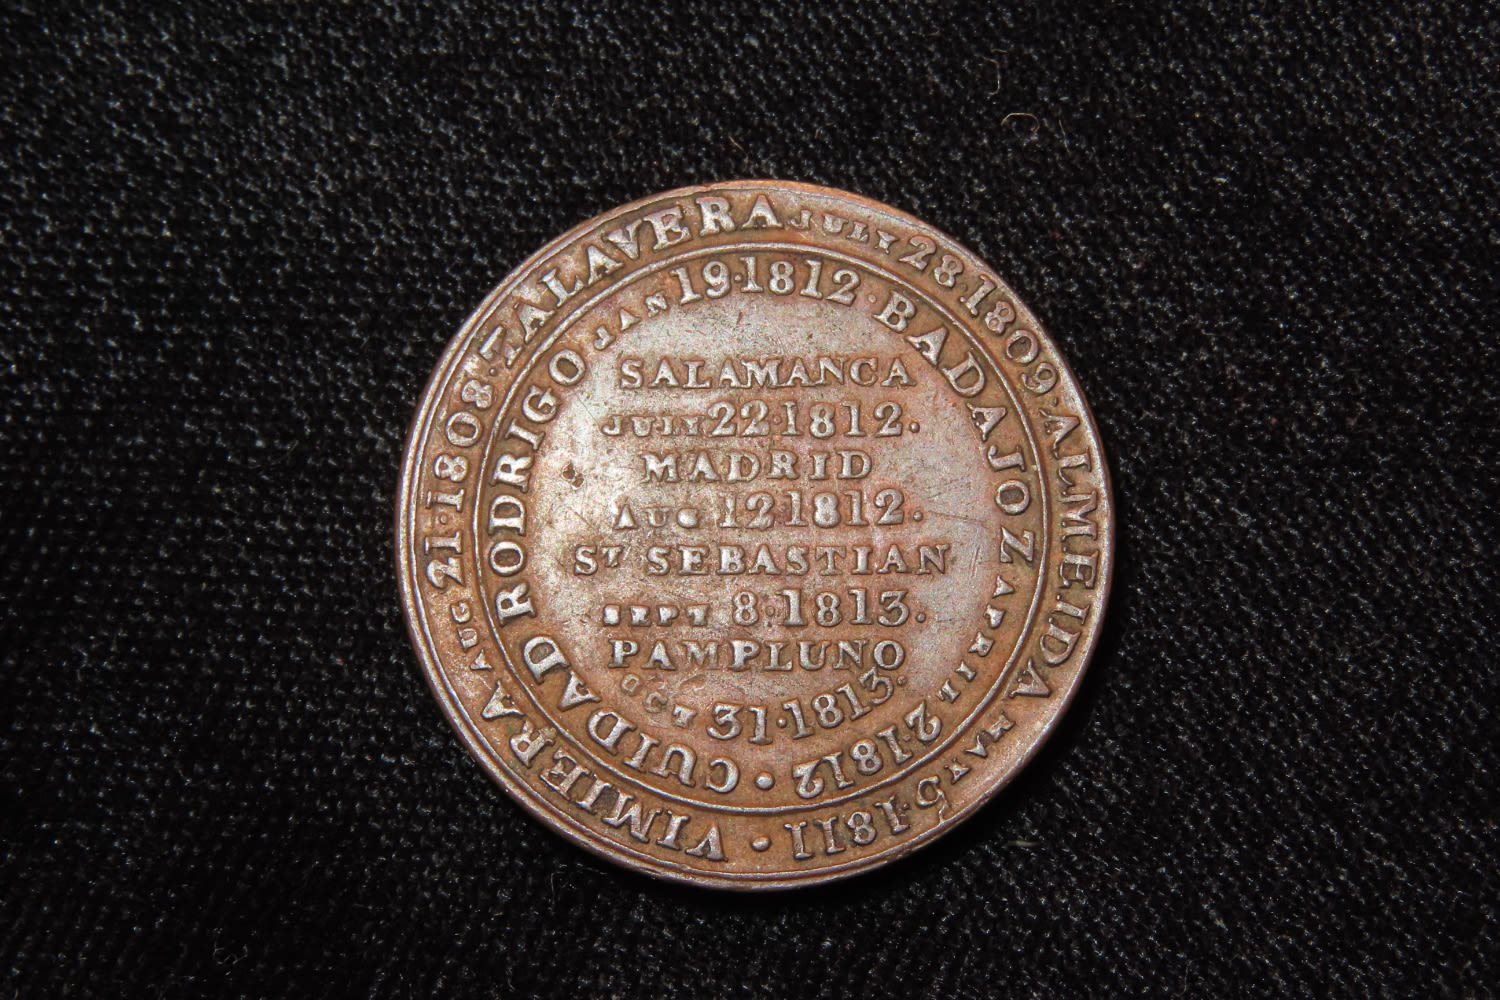 VIMIERA AUG 21·1808·TALAVERA JULY 28·1809·ALMEJDA MAY 5·1811·
CUIDAD RODRIGO JAN 19·1812·BADAJOZ APRIL 2·1812·
SALAMANCA
JULY 22·1812.
MADRID
AUG 12 1812.
ST SEBASTIAN
SEPT 8·1813.
PAMPLUNO
OCT 31·1813·